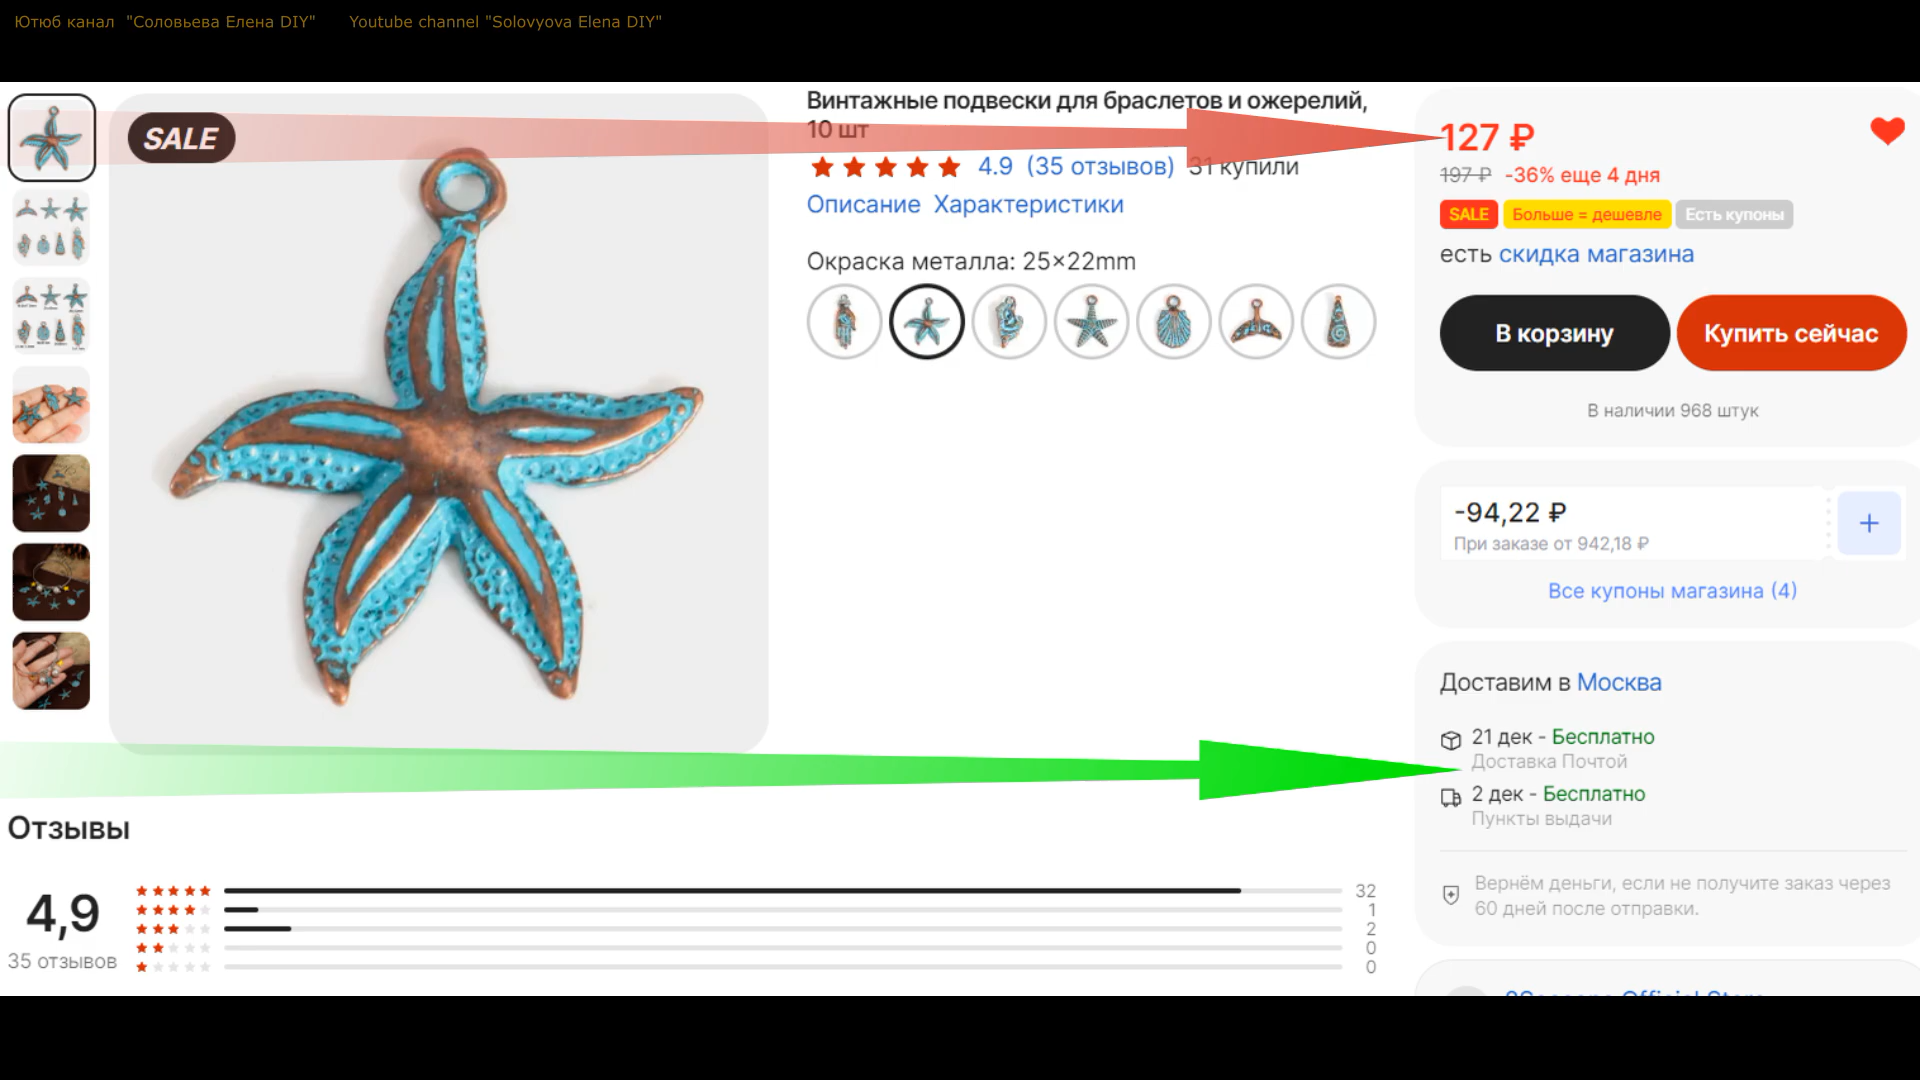 Ютюб канал "Соловьева Елена DIY" Youtube channel "Solovyova Elena DIY"
SALE
Винтажные подвески для браслетов и ожерелий,
10 шт
4.9 (35 отзывов) 31 купили
Описание Характеристики
Окраска металла: 25×22mm
127 ₽
197 ₽ -36% еще 4 дня
SALE Больше = дешевле Есть купоны
есть скидка магазина
В корзину Купить сейчас
В наличии 968 штук
-94,22 ₽
+
При заказе от 942,18 ₽
Все купоны магазина (4)
Доставим в Москва
21 дек - Бесплатно
Доставка Почтой
2 дек - Бесплатно
Пункты выдачи
Вернём деньги, если не получите заказ через
60 дней после отправки.
Отзывы
4,9
35 отзывов
32
1
2
0
0